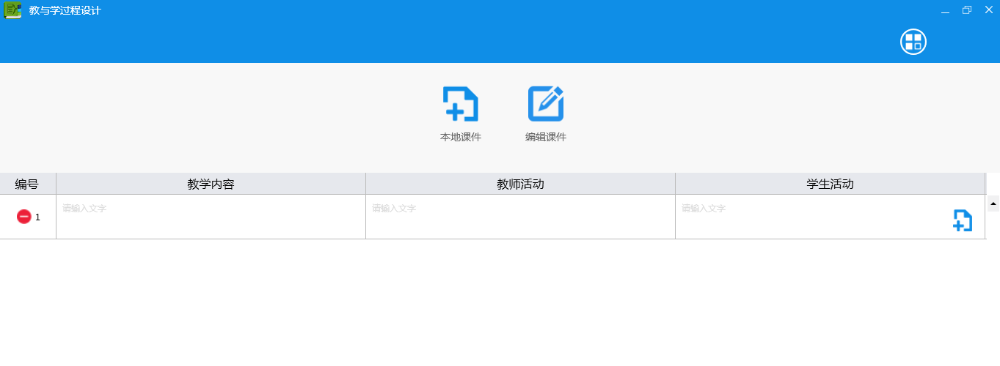 教与学过程设计
本地课件 编辑课件
编号 教学内容 教师活动 学生活动
1 请输入文字 请输入文字 请输入文字